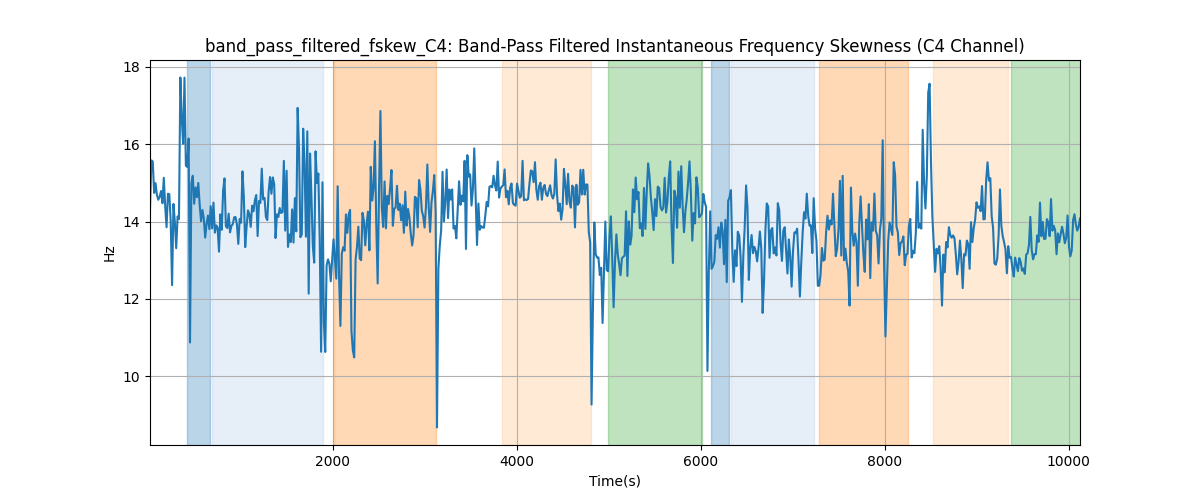 band_pass_filtered_fskew_C4: Band-Pass Filtered Instantaneous Frequency Skewness (C4 Channel)
18
16
14
12
10
Hz
2000 4000 6000 8000 10000
Time(s)